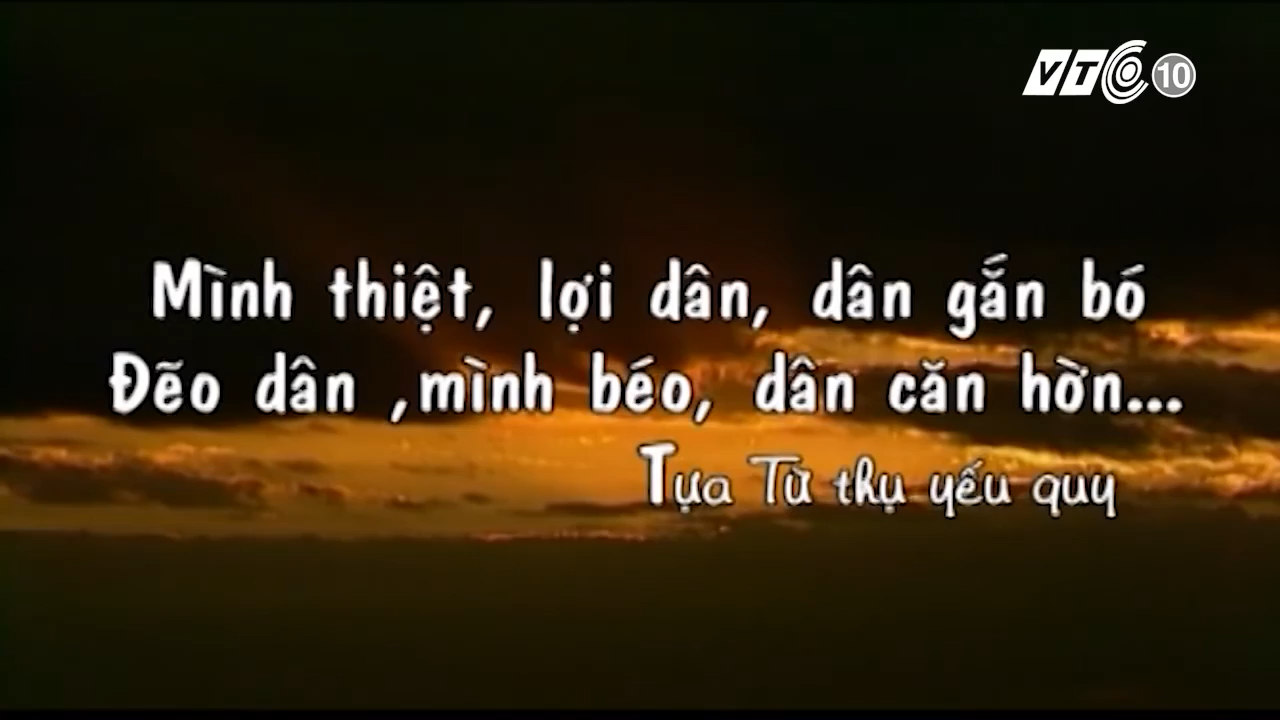 VTC 10
Mình thiệt, lợi dân, dân gắn bó
Đẽo dân ,mình béo, dân căn hờn...
Tựa Từ thụ yếu quy